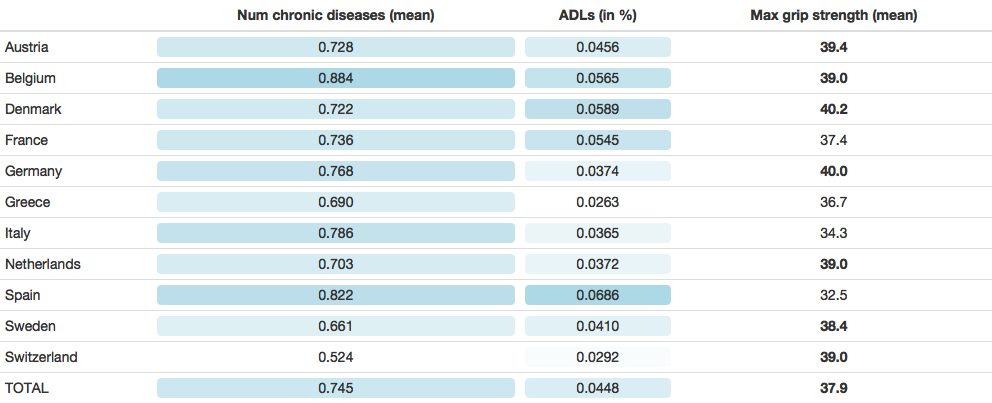 Num chronic diseases (mean) ADLs (in %) Max grip strength (mean)
Austria 0.728 0.0456 39.4
Belgium 0.884 0.0565 39.0
Denmark 0.722 0.0589 40.2
France 0.736 0.0545 37.4
Germany 0.768 0.0374 40.0
Greece 0.690 0.0263 36.7
Italy 0.786 0.0365 34.3
Netherlands 0.703 0.0372 39.0
Spain 0.822 0.0686 32.5
Sweden 0.661 0.0410 38.4
Switzerland 0.524 0.0292 39.0
TOTAL 0.745 0.0448 37.9